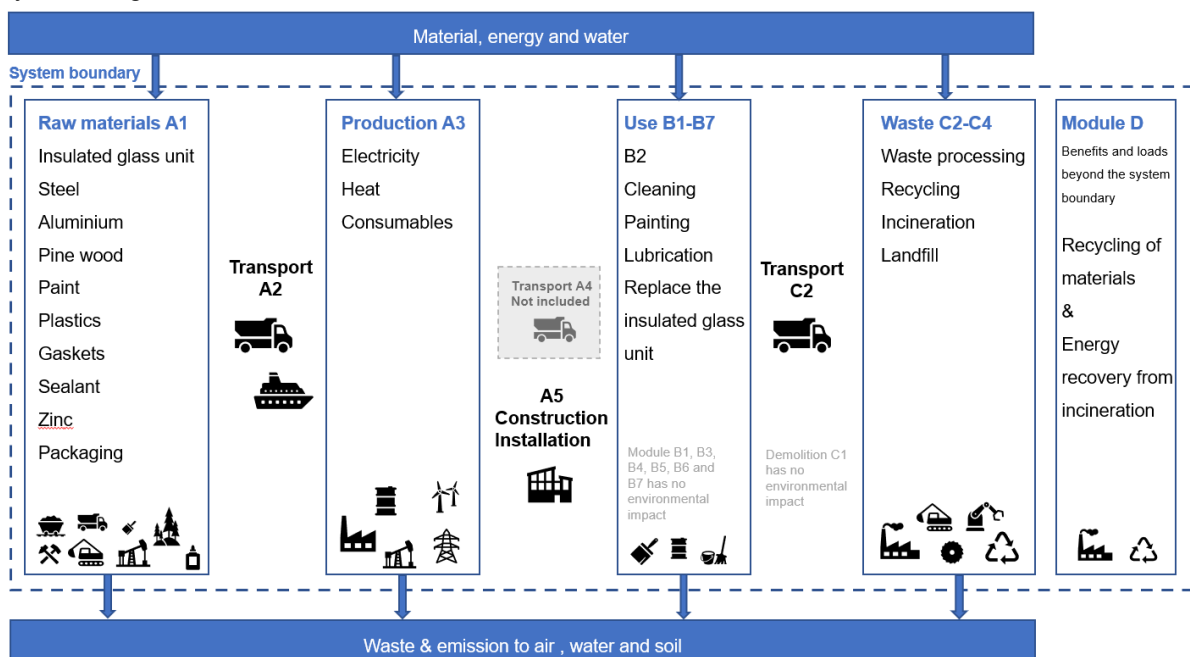 Material, energy and water
System boundary
Raw materials A1
Insulated glass unit
Steel
Aluminium
Pine wood
Paint
Plastics
Gaskets
Sealant
Zinc
Packaging
Transport
A2
Production A3
Electricity
Heat
Consumables
Transport A4
Not included
A5
Construction
Installation
Use B1-B7
B2
Cleaning
Painting
Lubrication
Replace the
insulated glass
unit
Module B1, B3,
B4, B5, B6 and
B7 has no
environmental
impact
Transport
C2
Demolition C1
has no
environmental
impact
Waste C2-C4
Waste processing
Recycling
Incineration
Landfill
Module D
Benefits and loads
beyond the system
boundary
Recycling of
materials
&
Energy
recovery from
incineration
Waste & emission to air , water and soil